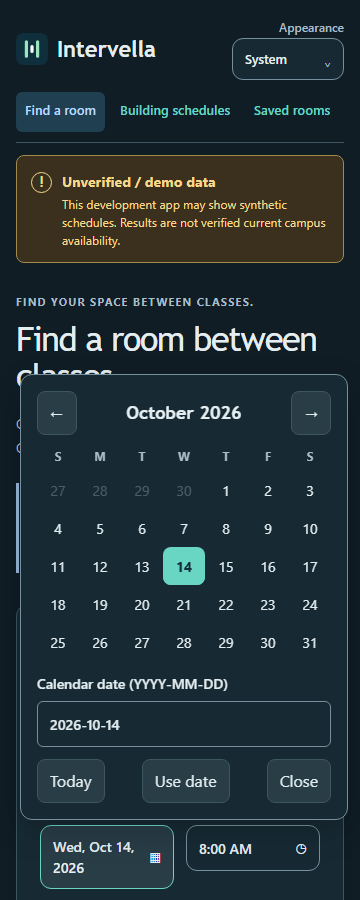 Appearance
Intervella
System
Find a room Building schedules Saved rooms
Unverified / demo data
This development app may show synthetic
schedules. Results are not verified current campus
availability.
FIND YOUR SPACE BETWEEN CLASSES.
Find a room between
classes
← October 2026 →
S M T W T F S
27 28 29 30 1 2 3
4 5 6 7 8 9 10
11 12 13 14 15 16 17
18 19 20 21 22 23 24
25 26 27 28 29 30 31
Calendar date (YYYY-MM-DD)
2026-10-14
Today Use date Close
Wed, Oct 14,
2026
8:00 AM